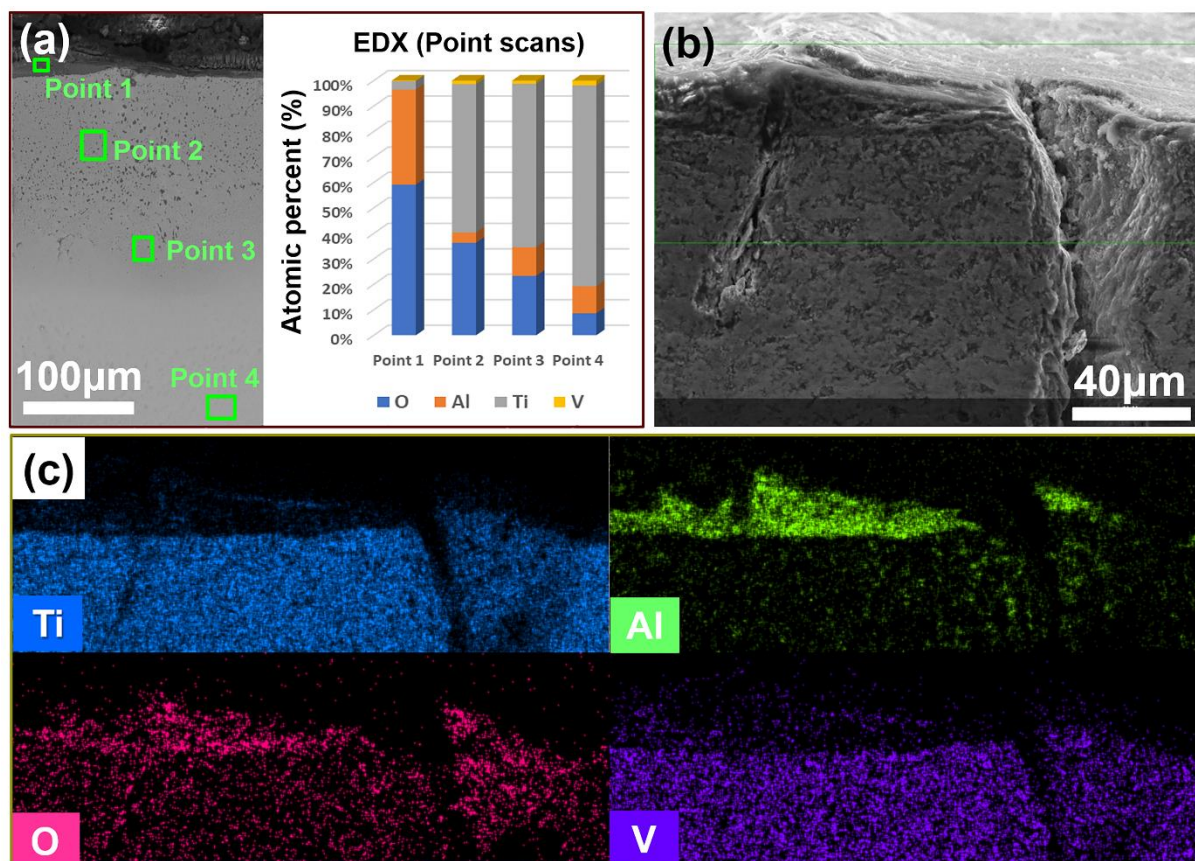 (a)
Point 1
Point 2
Point 3
Point 4
100μm
EDX (Point scans)
Atomic percent (%)
100%
90%
80%
70%
60%
50%
40%
30%
20%
10%
0%
Point 1 Point 2 Point 3 Point 4
O Al Ti V
(b)
40μm
(c)
Ti
Al
O
V